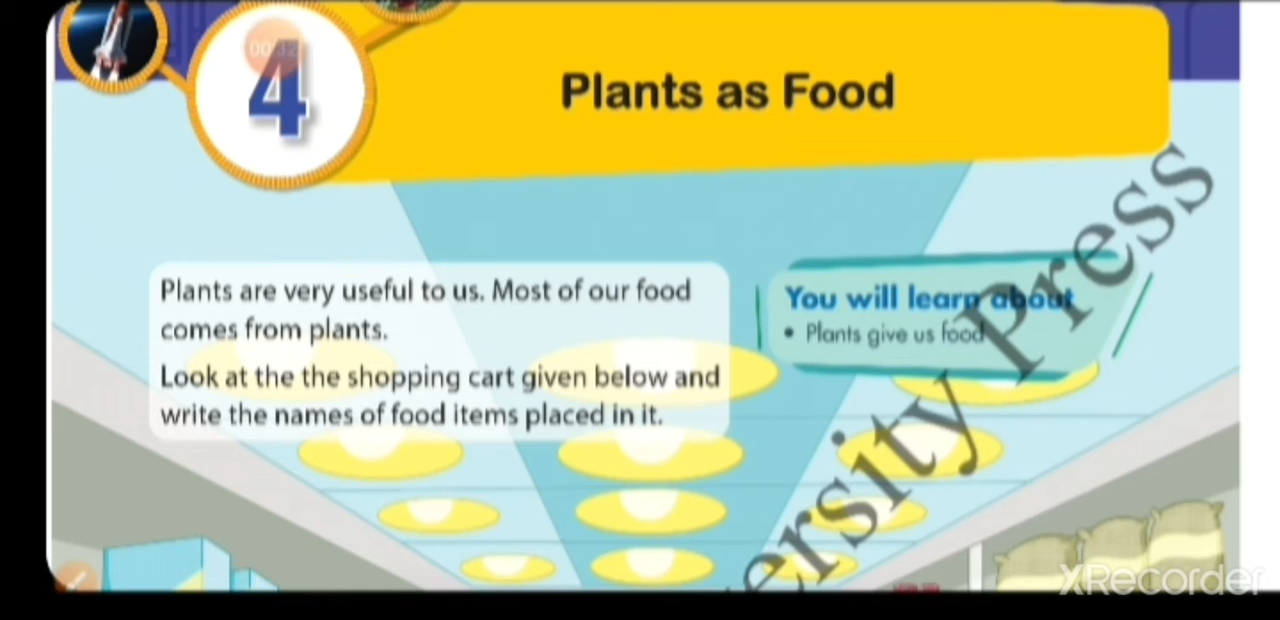 00:32
4
Plants as Food
Plants are very useful to us. Most of our food
comes from plants.
Look at the the shopping cart given below and
write the names of food items placed in it.
You will learn about
• Plants give us food
ersity Press
XRecorder